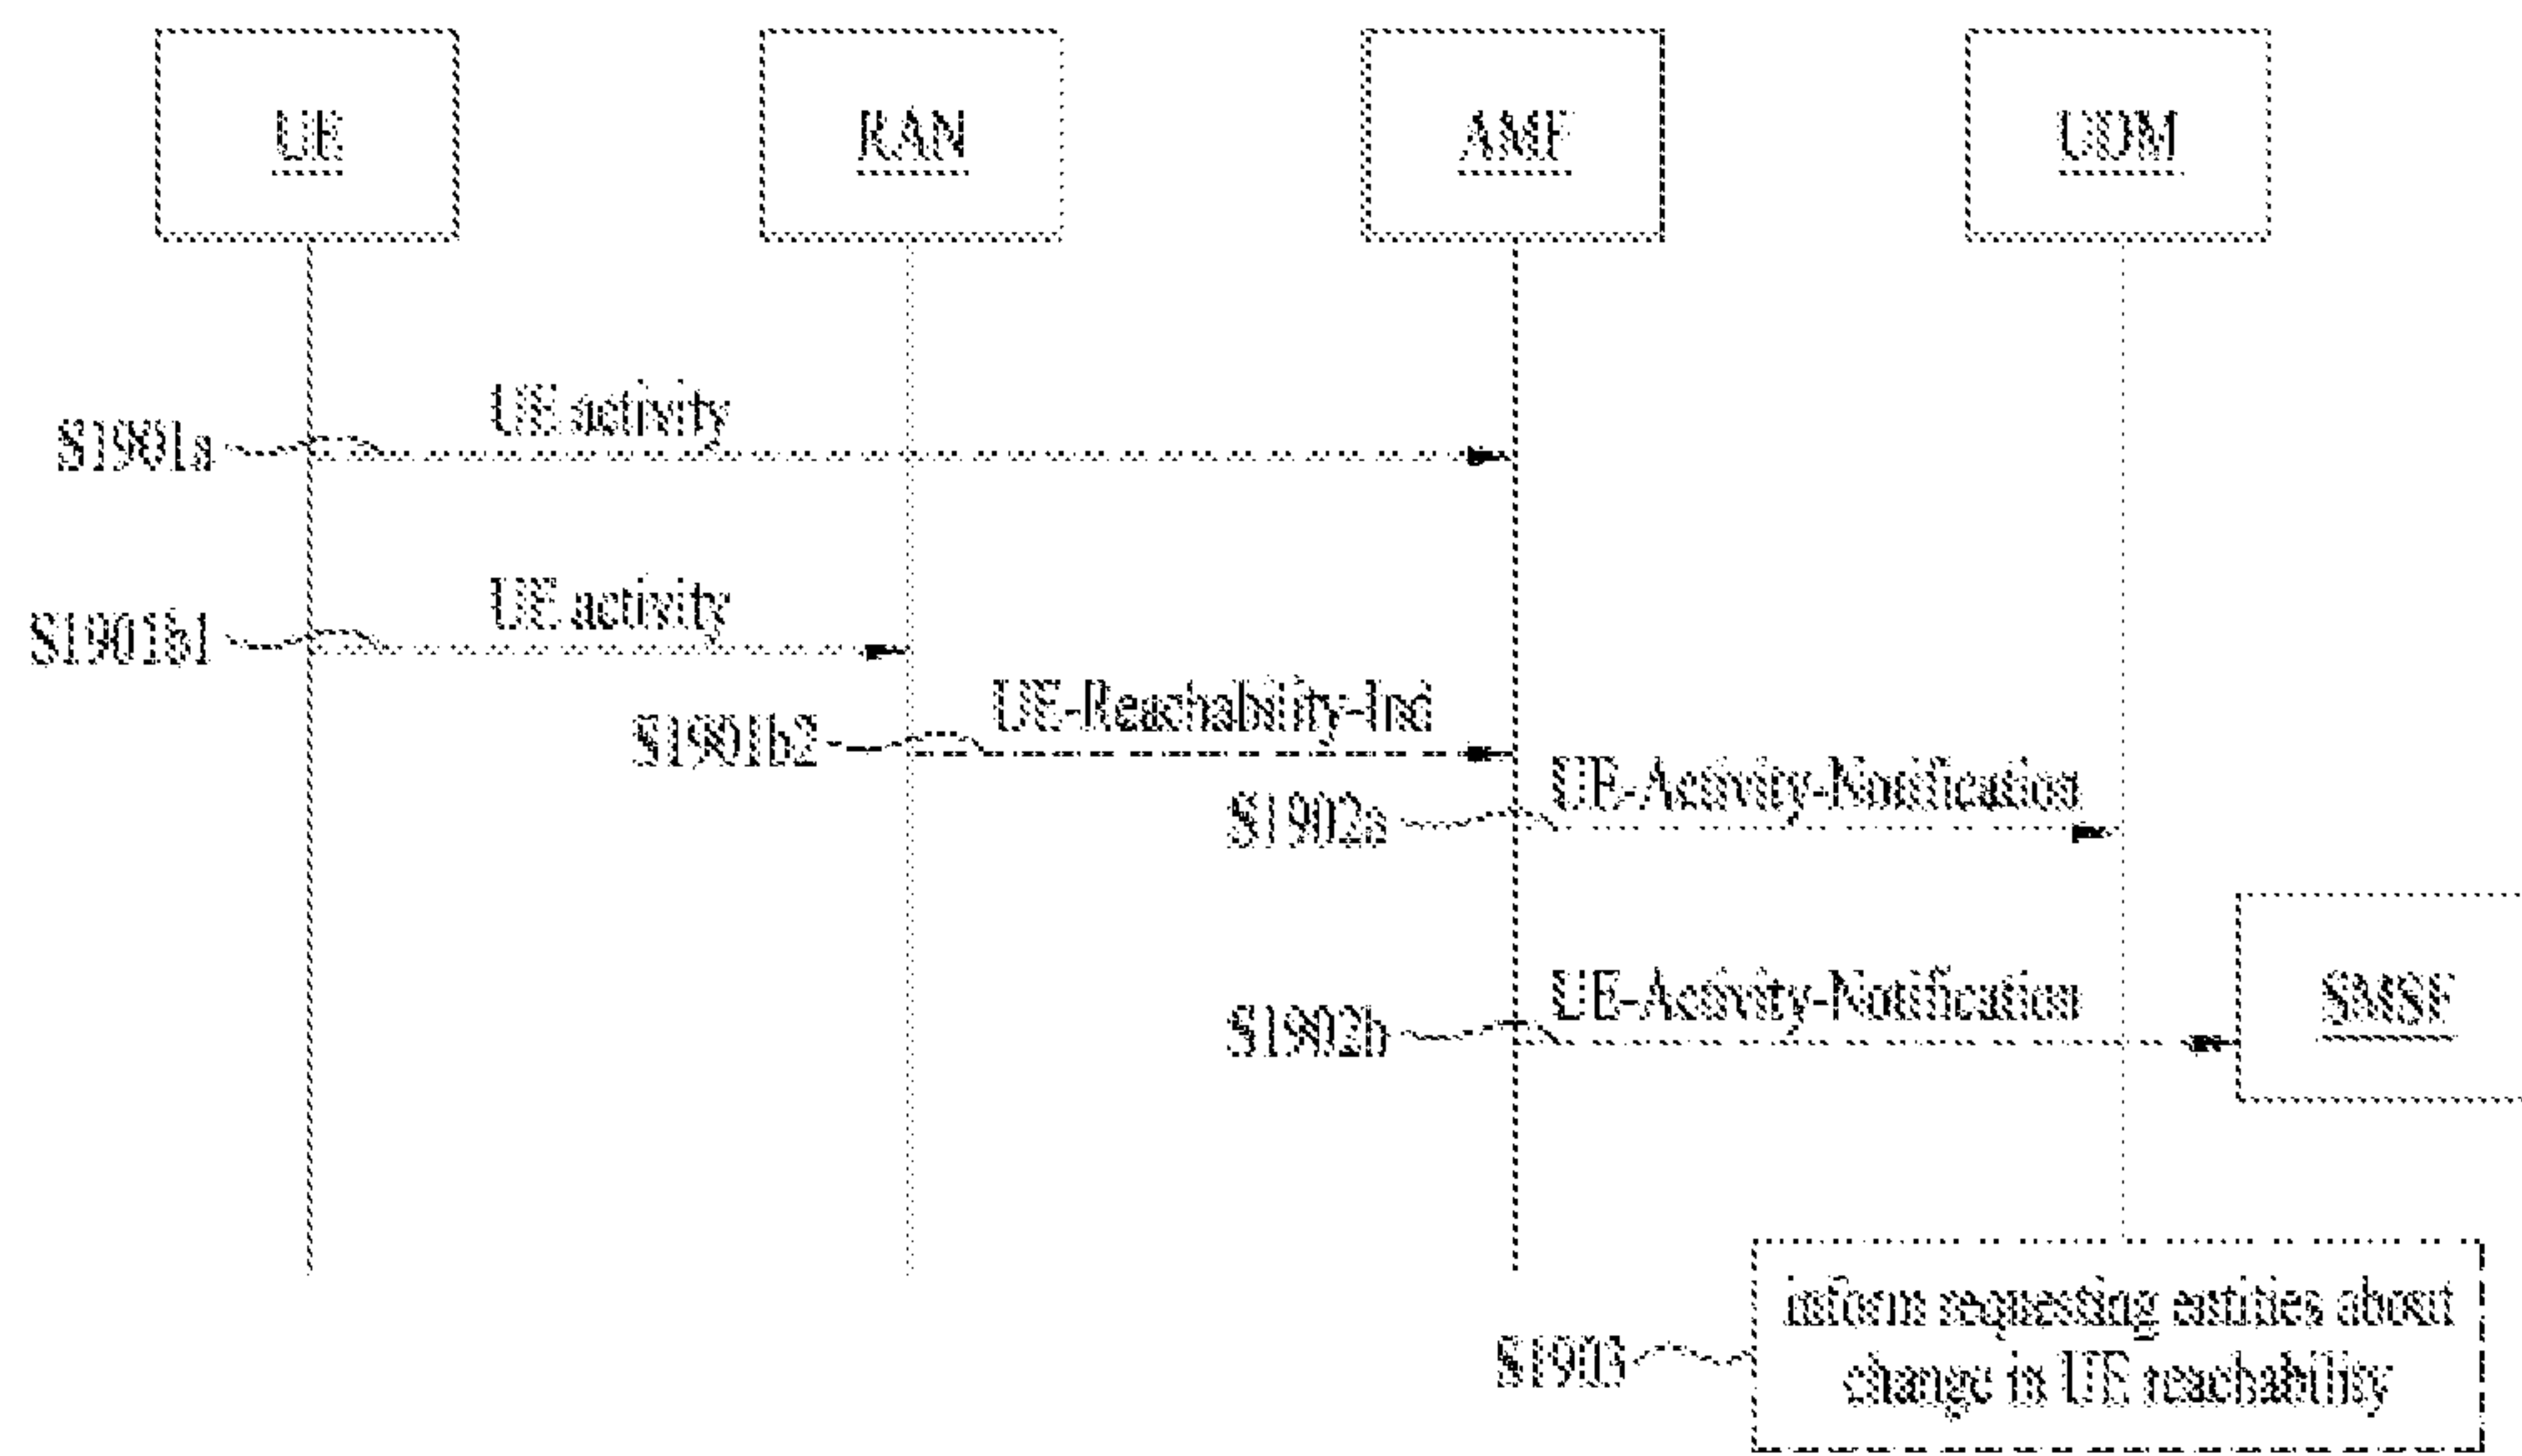 UE
RAN
AMF
UDM
UE activity
S1901a
UE activity
S1901b1
UE-Reachability-Ind
S1901b2
UE-Activity-Notification
S1902a
UE-Activity-Notification
S1902b
SMSF
inform requesting entities about
change in UE reachability
S1903